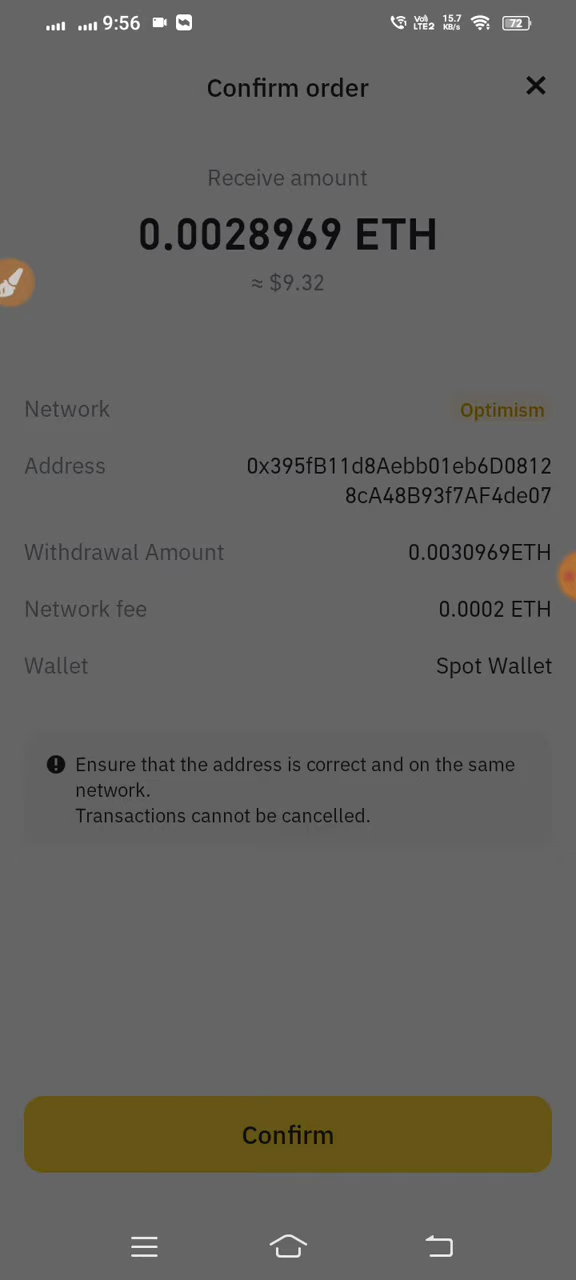 9:56
Vo)
LTE2
15.7
KB/s
72
Confirm order
Receive amount
0.0028969 ETH
≈ $9.32
Network
Optimism
Address
0x395fB11d8Aebb01eb6D0812
8cA48B93f7AF4de07
Withdrawal Amount
0.0030969ETH
Network fee
0.0002 ETH
Wallet
Spot Wallet
Ensure that the address is correct and on the same
network.
Transactions cannot be cancelled.
Confirm